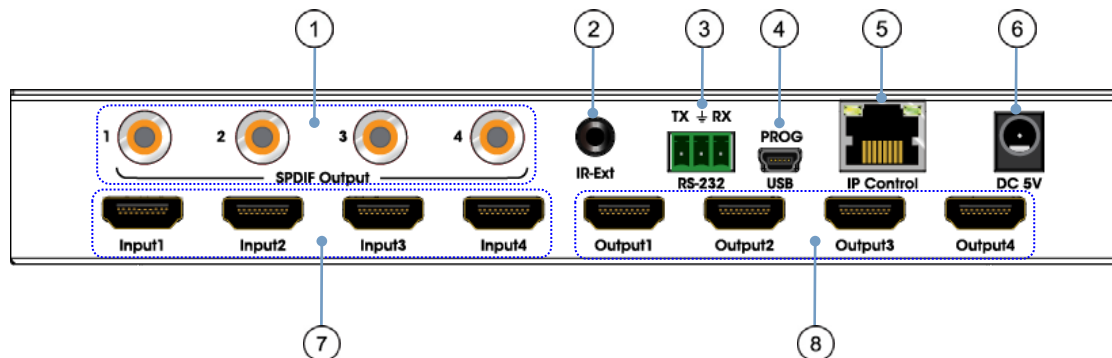 1 2 3 4 5 6
TX ⏚ RX
1 2 3 4 PROG
IR-Ext
SPDIF Output RS-232 USB IP Control DC 5V
Input1 Input2 Input3 Input4 Output1 Output2 Output3 Output4
7 8